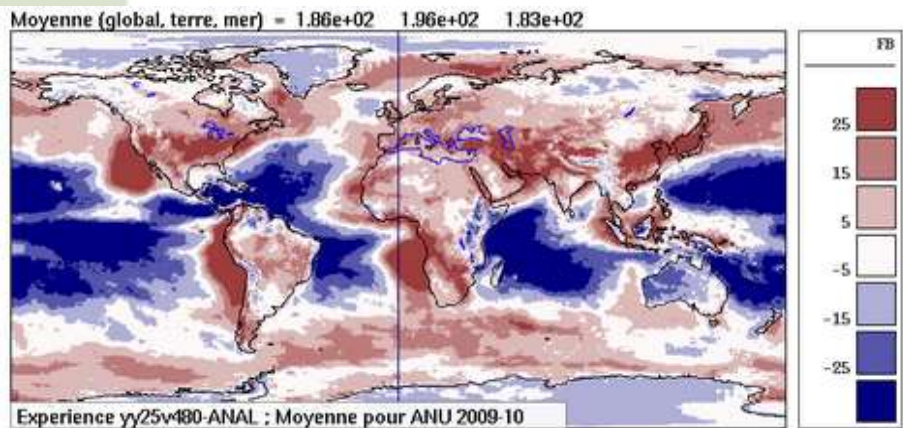 Moyenne (global, terre, mer) = 1.86e+02 1.96e+02 1.83e+02
FB
25
15
5
-5
-15
-25
Experience yy25v480-ANAL ; Moyenne pour ANU 2009-10